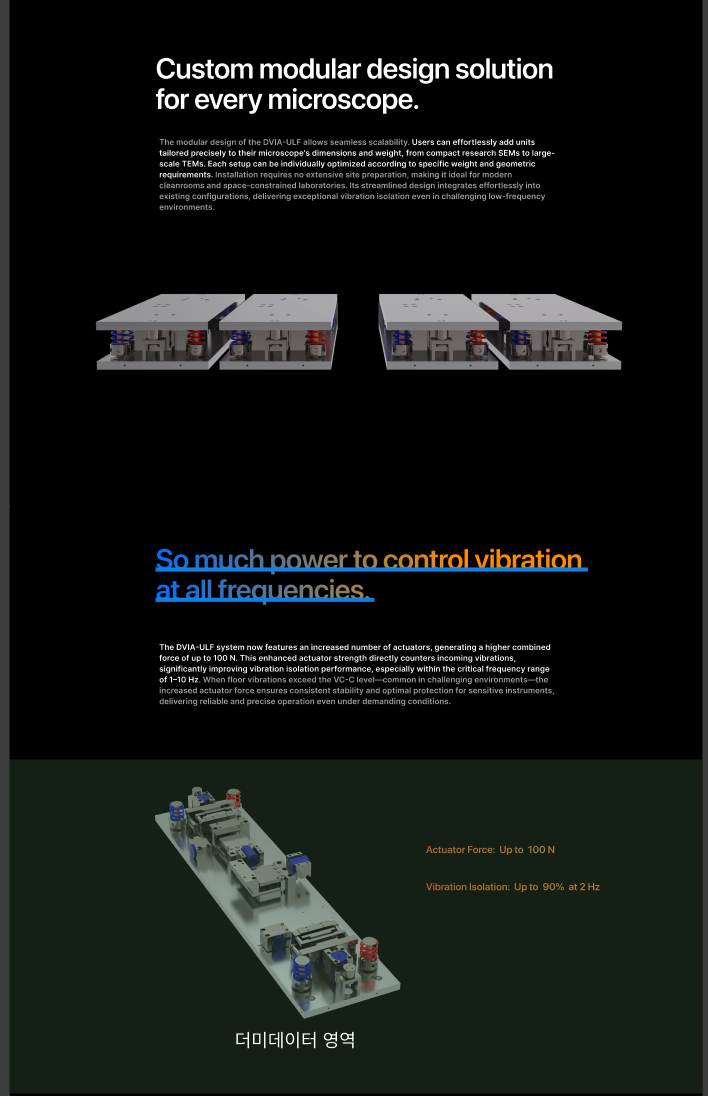 Custom modular design solution
for every microscope.
The modular design of the DVIA-ULF allows seamless scalability. Users can effortlessly add units
tailored precisely to their microscope's dimensions and weight, from compact research SEMs to large-
scale TEMs. Each setup can be individually optimized according to specific weight and geometric
requirements. Installation requires no extensive site preparation, making it ideal for modern
cleanrooms and space-constrained laboratories. Its streamlined design integrates effortlessly into
existing configurations, delivering exceptional vibration isolation even in challenging low-frequency
environments.
So much power to control vibration
at all frequencies.
The DVIA-ULF system now features an increased number of actuators, generating a higher combined
force of up to 100 N. This enhanced actuator strength directly counters incoming vibrations,
significantly improving vibration isolation performance, especially within the critical frequency range
of 1–10 Hz. When floor vibrations exceed the VC-C level—common in challenging environments—the
increased actuator force ensures consistent stability and optimal protection for sensitive instruments,
delivering reliable and precise operation even under demanding conditions.
Actuator Force: Up to 100 N
Vibration Isolation: Up to 90% at 2 Hz
더미데이터 영역